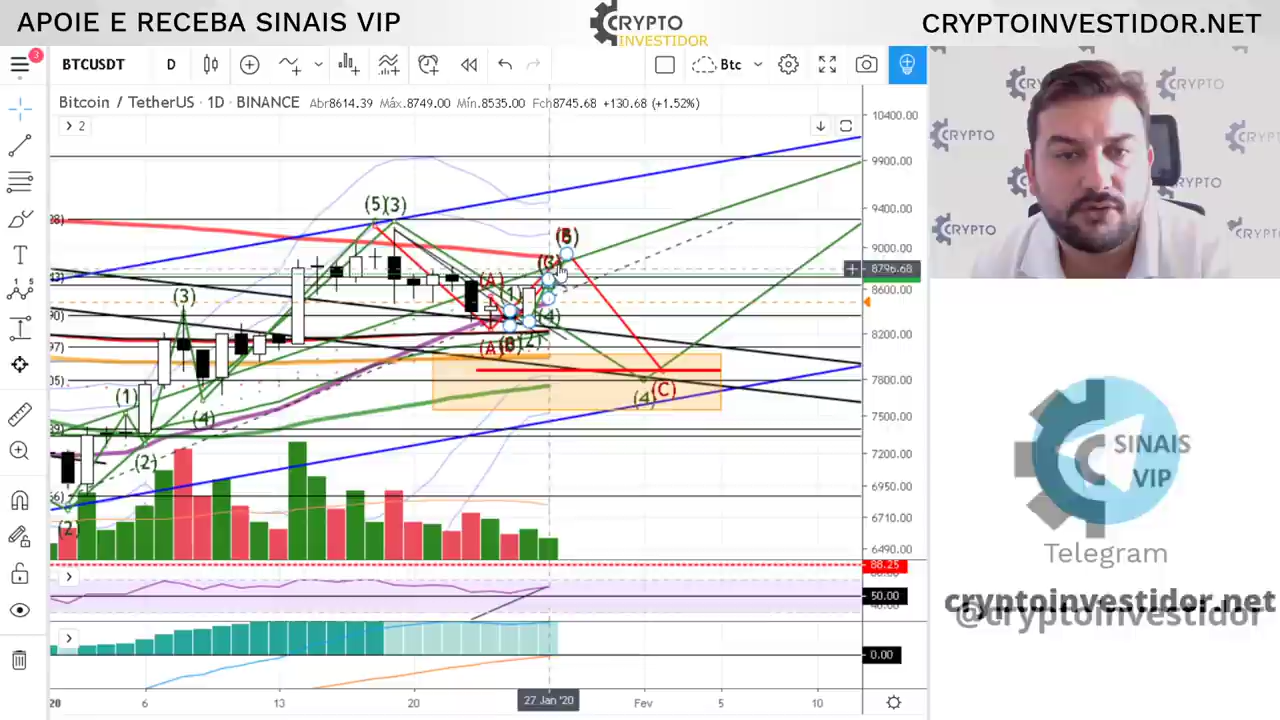 APOIE E RECEBA SINAIS VIP
CRYPTO
INVESTIDOR
CRYPTOINVESTIDOR.NET
3
BTCUSDT
D
Btc
Bitcoin / TetherUS · 1D · BINANCE Abr8614.39 Máx.8749.00 Mín.8535.00 Fch8745.68 +130.68 (+1.52%)
2
10400.00
9900.00
9400.00
9000.00
8796.68
8600.00
8200.00
7800.00
7500.00
7200.00
6950.00
6710.00
6490.00
88.25
50.00
0.00
(5)
(3)
(3)
(1)
(4)
(2)
(2)
(A)
(4)
(C)
(4)
20
6
13
20
27 Jan '20
Fev
5
10
CRYPTO
CRYPTO
CRYPTO
SINAIS
VIP
Telegram
cryptoinvestidor.net
@cryptoinvestidor